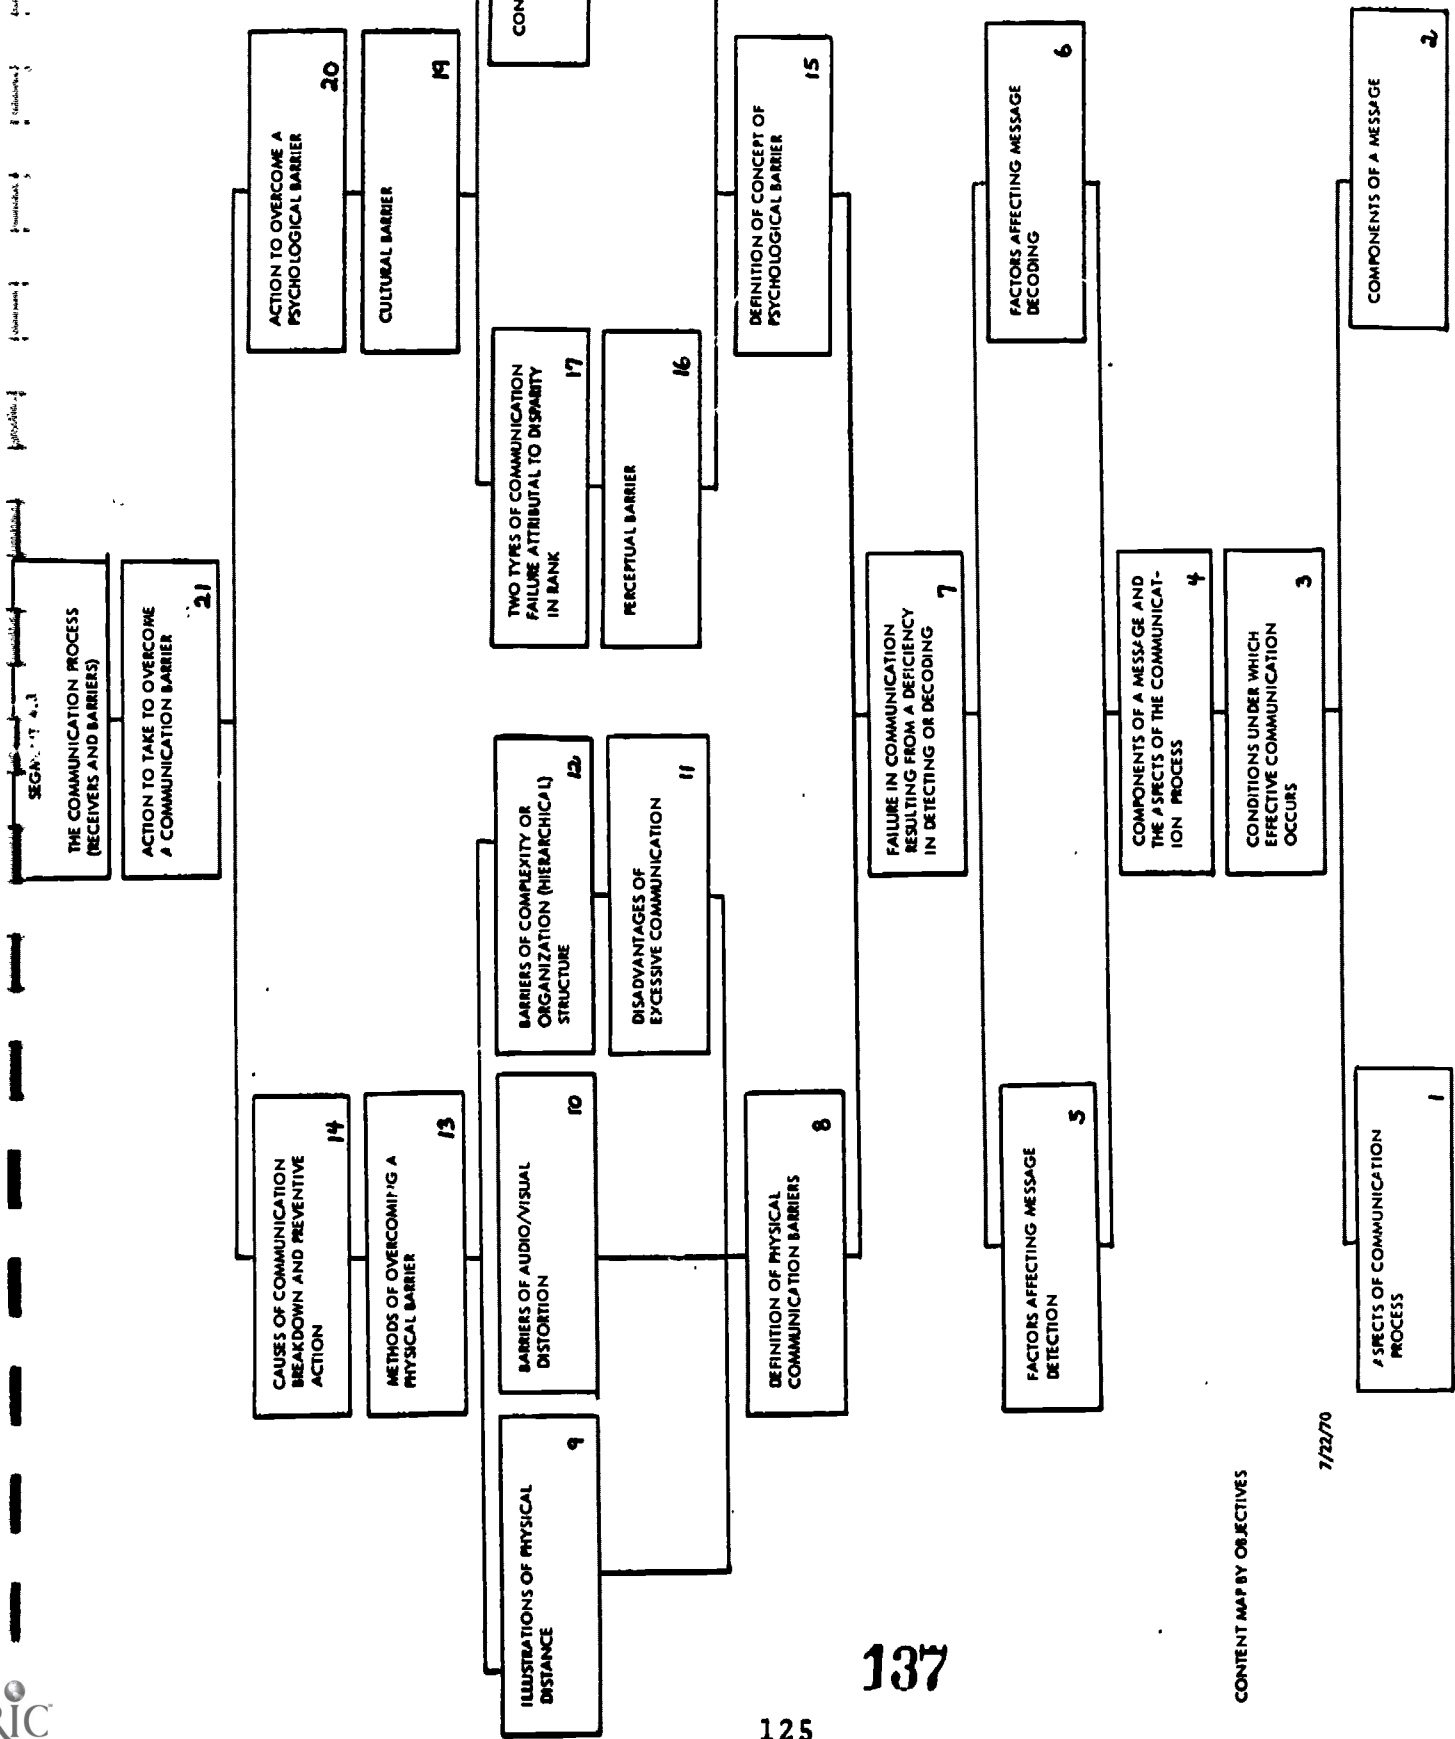 THE COMMUNICATION PROCESS
(RECEIVERS AND BARRIERS)
ACTION TO TAKE TO OVERCOME
A COMMUNICATION BARRIER
21
CAUSES OF COMMUNICATION
BREAKDOWN AND PREVENTIVE
ACTION
14
METHODS OF OVERCOMING A
PHYSICAL BARRIER
13
ACTION TO OVERCOME A
PSYCHOLOGICAL BARRIER
20
CULTURAL BARRIER
19
ILLUSTRATIONS OF PHYSICAL
DISTANCE
9
BARRIERS OF AUDIO/VISUAL
DISTORTION
10
BARRIERS OF COMPLEXITY OR
ORGANIZATION (HIERARCHICAL)
STRUCTURE
12
DISADVANTAGES OF
EXCESSIVE COMMUNICATION
11
TWO TYPES OF COMMUNICATION
FAILURE ATTRIBUTAL TO DISPARITY
IN RANK
17
PERCEPTUAL BARRIER
16
CON
DEFINITION OF PHYSICAL
COMMUNICATION BARRIERS
8
DEFINITION OF CONCEPT OF
PSYCHOLOGICAL BARRIER
15
FAILURE IN COMMUNICATION
RESULTING FROM A DEFICIENCY
IN DETECTING OR DECODING
7
FACTORS AFFECTING MESSAGE
DETECTION
5
FACTORS AFFECTING MESSAGE
DECODING
6
COMPONENTS OF A MESSAGE AND
THE ASPECTS OF THE COMMUNICAT-
ION PROCESS
4
CONDITIONS UNDER WHICH
EFFECTIVE COMMUNICATION
OCCURS
3
ASPECTS OF COMMUNICATION
PROCESS
1
COMPONENTS OF A MESSAGE
2
CONTENT MAP BY OBJECTIVES
7/22/70
137
125
RIC